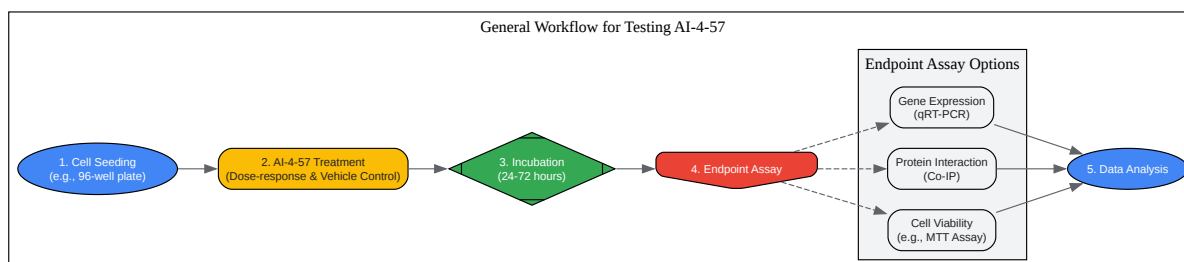 General Workflow for Testing AI-4-57
1. Cell Seeding
(e.g., 96-well plate)
2. AI-4-57 Treatment
(Dose-response & Vehicle Control)
3. Incubation
(24-72 hours)
4. Endpoint Assay
Endpoint Assay Options
Gene Expression
(qRT-PCR)
Protein Interaction
(Co-IP)
Cell Viability
(e.g., MTT Assay)
5. Data Analysis